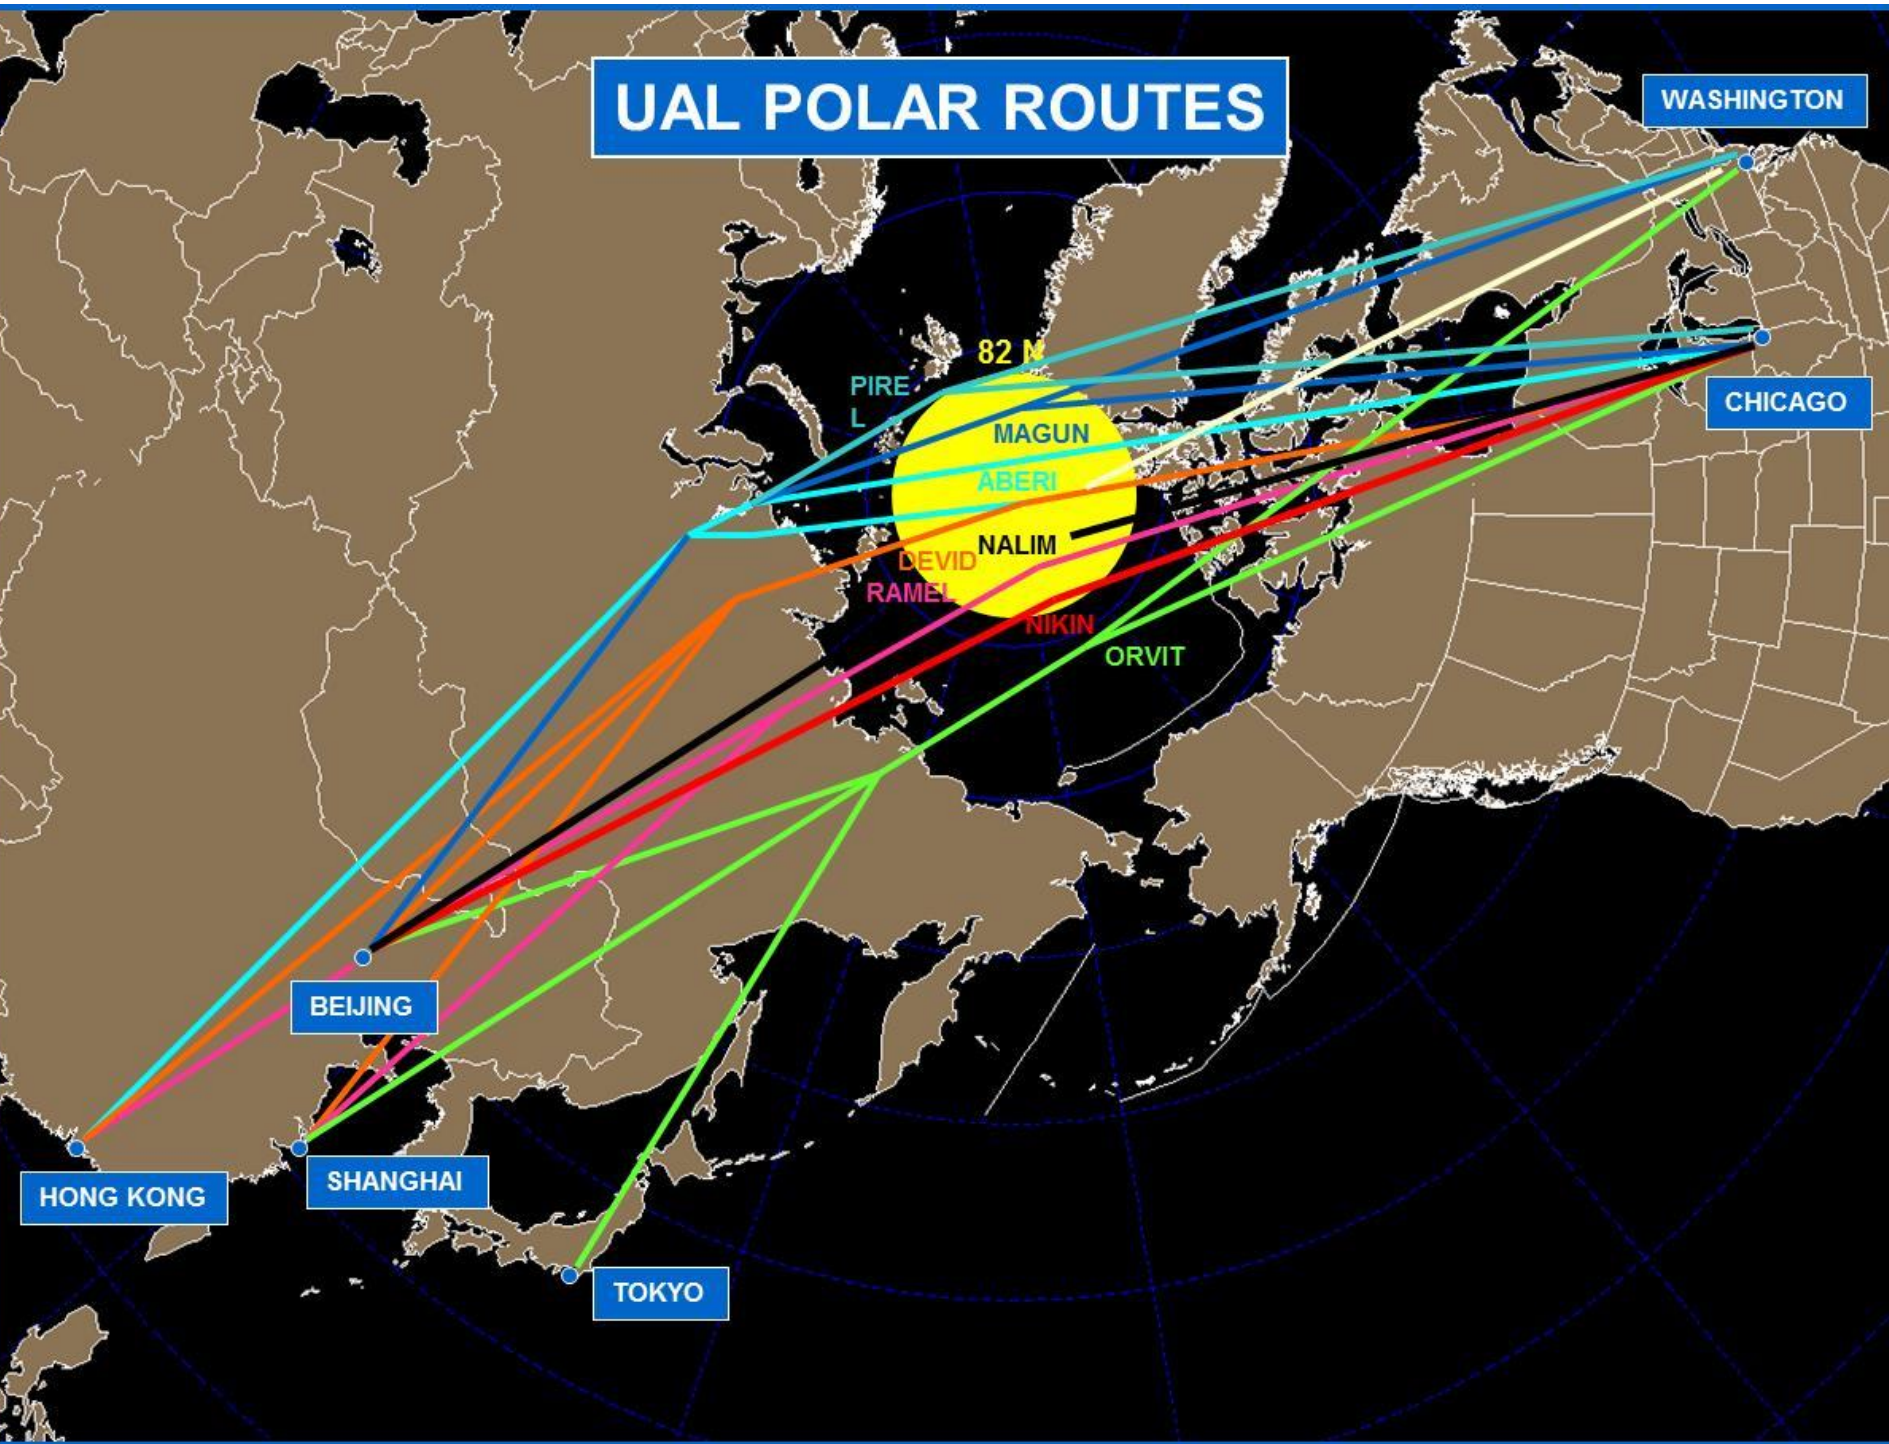 UAL POLAR ROUTES
WASHINGTON
82 N
PIRE
L
CHICAGO
MAGUN
ABERI
NALIM
DEVID
RAMEL
NIKIN
ORVIT
BEIJING
SHANGHAI
HONG KONG
TOKYO